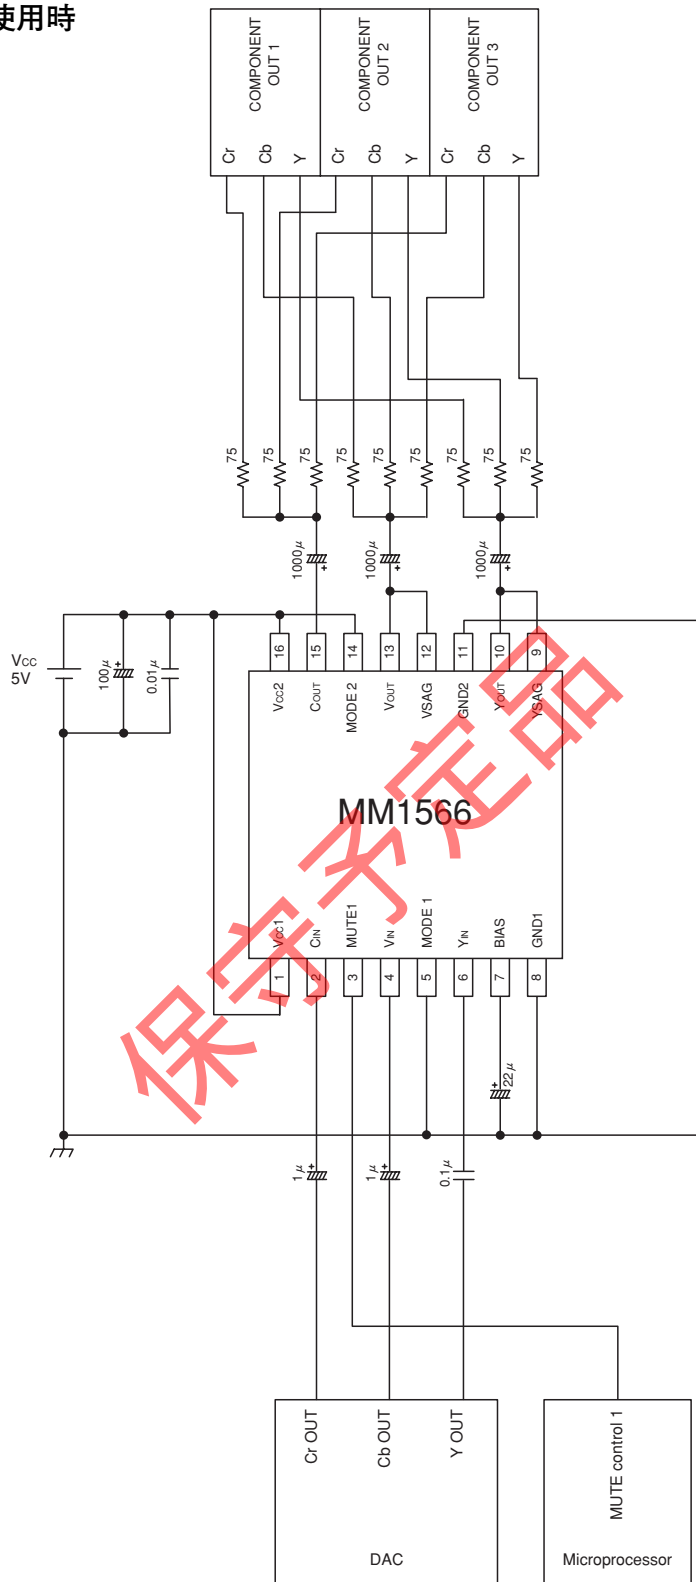 使用時
COMPONENT
OUT 1
COMPONENT
OUT 2
COMPONENT
OUT 3
Cr
Cb
Y
Cr
Cb
Y
Cr
Cb
Y
75
75
75
75
75
75
75
75
75
1000μ
+
1000μ
+
1000μ
+
Vcc
5V
100μ
+
0.01μ
16
15
14
13
12
11
10
9
Vcc2
COUT
MODE 2
VOUT
VSAG
GND2
YOUT
YSAG
MM1566
保守予定品
Vcc1
CIN
MUTE1
VIN
MODE 1
YIN
BIAS
GND1
1
2
3
4
5
6
7
8
+
22μ
1μ
+
1μ
+
0.1μ
Cr OUT
Cb OUT
Y OUT
DAC
MUTE control 1
Microprocessor